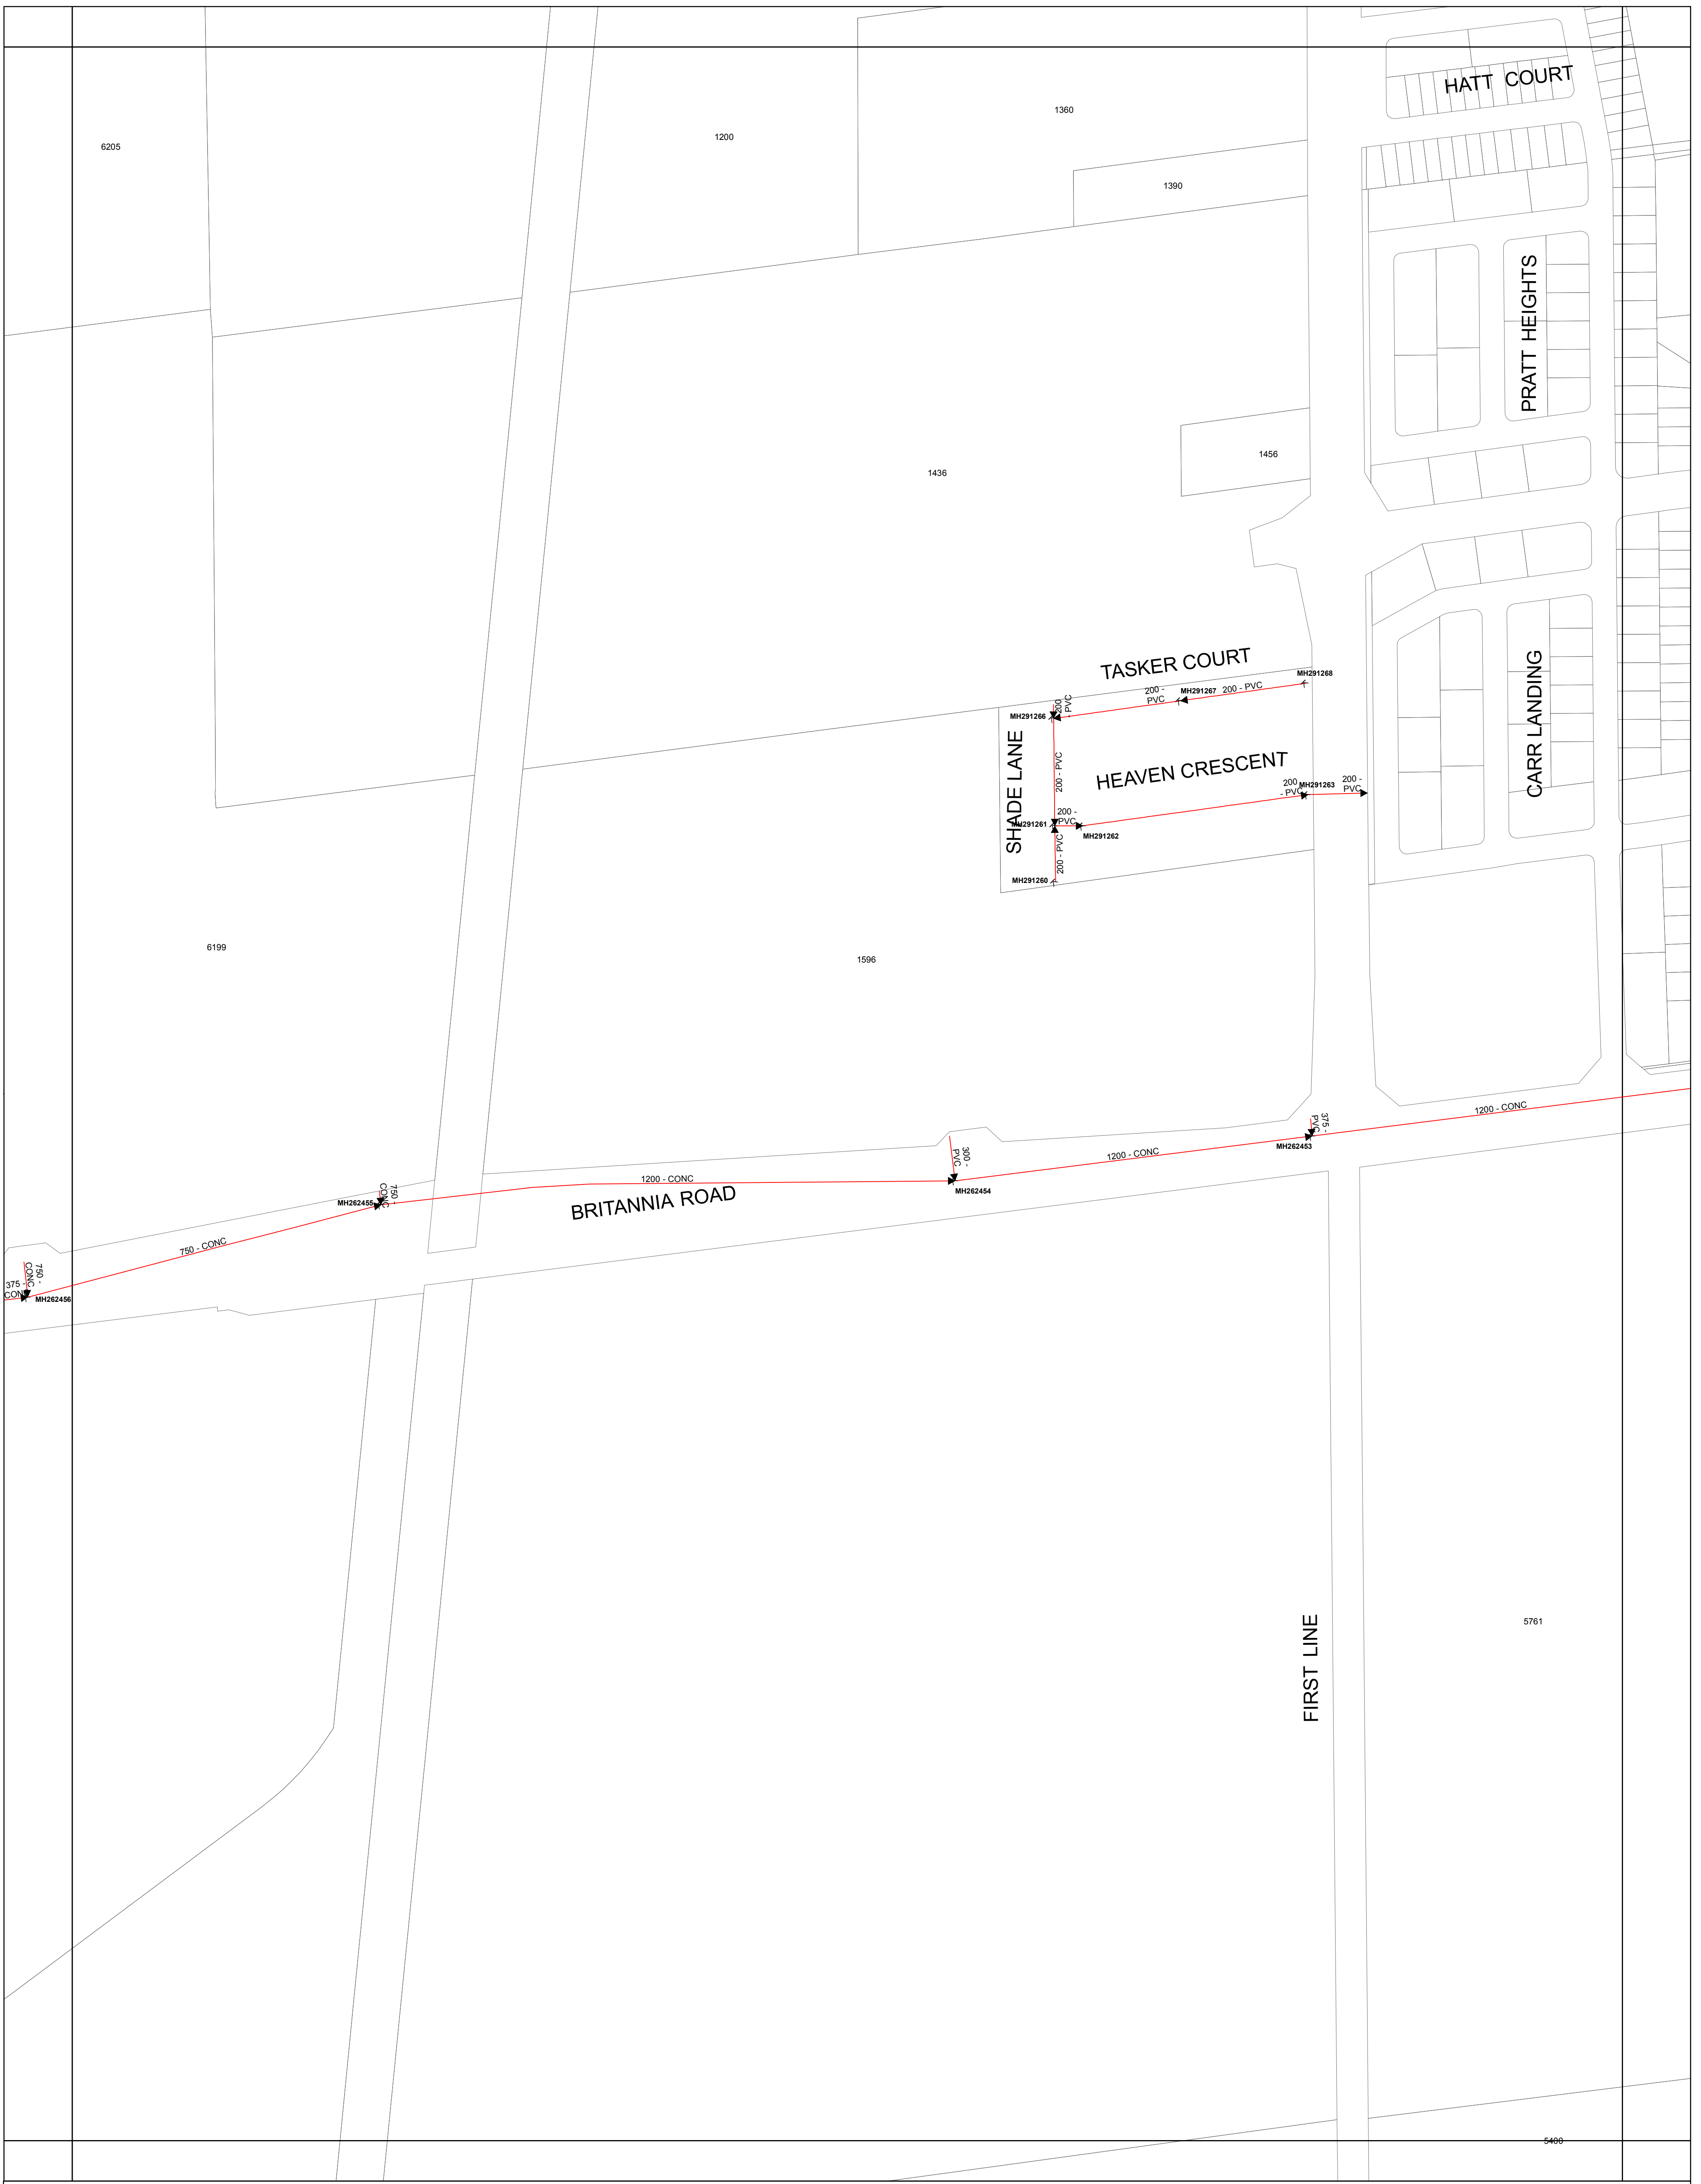 HATT COURT
1360
1200
6205
1390
PRATT HEIGHTS
1456
1436
TASKER COURT
MH291268
200 -
PVC
MH291267
200 - PVC
200 -
PVC
MH291266
SHADE LANE
200 - PVC
HEAVEN CRESCENT
CARR LANDING
200
- PVC
MH291263
200 -
PVC
200 -
PVC
MH291261
MH291262
200 - PVC
MH291260
6199
1596
1200 - CONC
375 -
PVC
MH262453
300 -
PVC
1200 - CONC
1200 - CONC
MH262454
750 -
CONC
MH262455
BRITANNIA ROAD
750 - CONC
750 -
CONC
375 -
CONC
MH262456
FIRST LINE
5761
5400